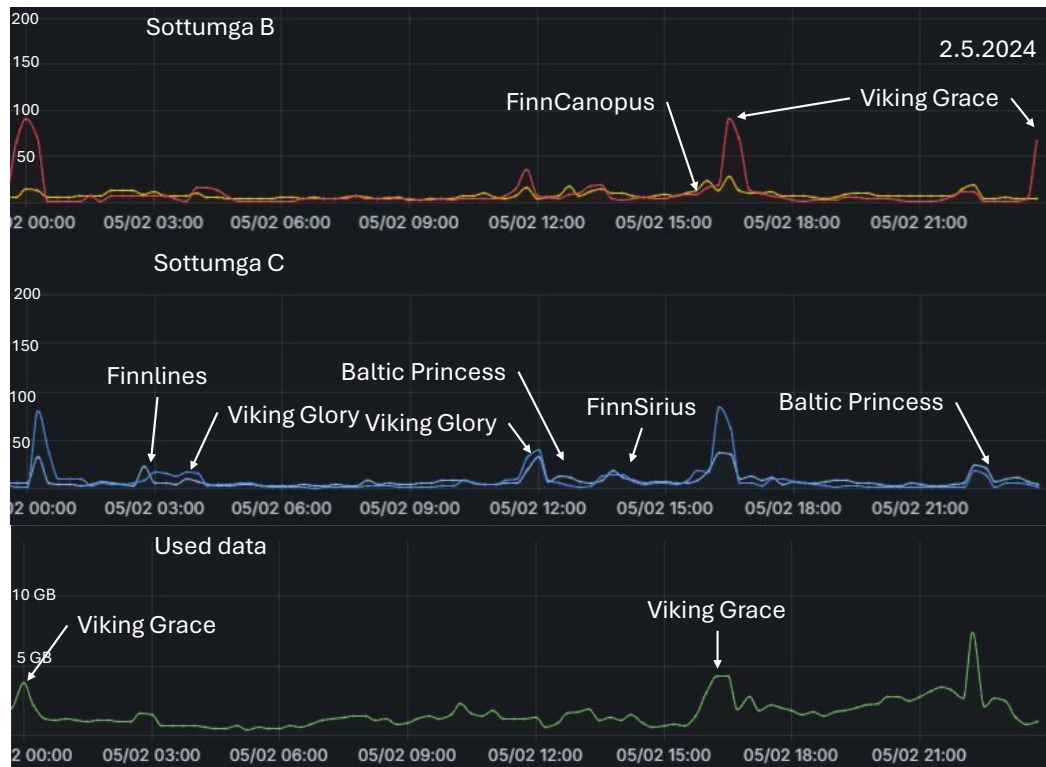 200
Sottumga B
2.5.2024
150
FinnCanopus
Viking Grace
100
50
2 00:00 05/02 03:00 05/02 06:00 05/02 09:00 05/02 12:00 05/02 15:00 05/02 18:00 05/02 21:00
Sottumga C
200
150
Finnlines
Baltic Princess
100
Viking Glory
Viking Glory
FinnSirius
Baltic Princess
50
2 00:00 05/02 03:00 05/02 06:00 05/02 09:00 05/02 12:00 05/02 15:00 05/02 18:00 05/02 21:00
Used data
10 GB
Viking Grace
Viking Grace
5 GB
2 00:00 05/02 03:00 05/02 06:00 05/02 09:00 05/02 12:00 05/02 15:00 05/02 18:00 05/02 21:00